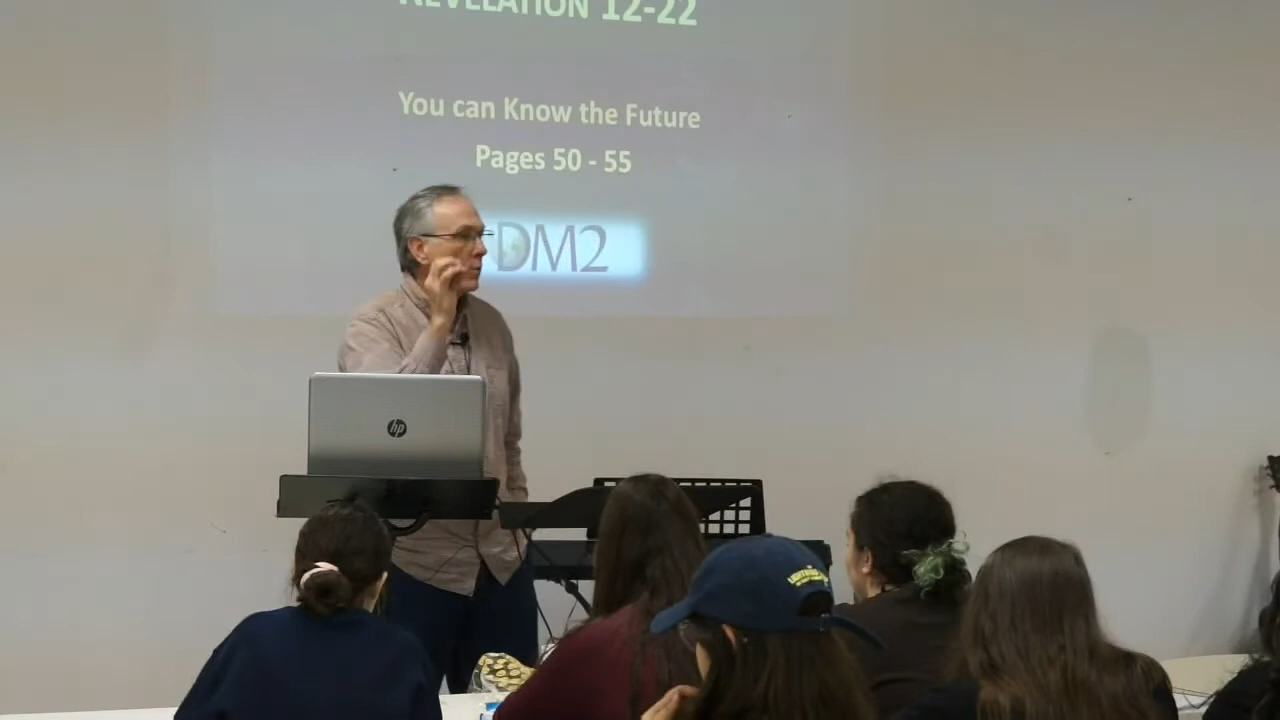 REVELATION 12-22
You can Know the Future
Pages 50 - 55
DM2
hp